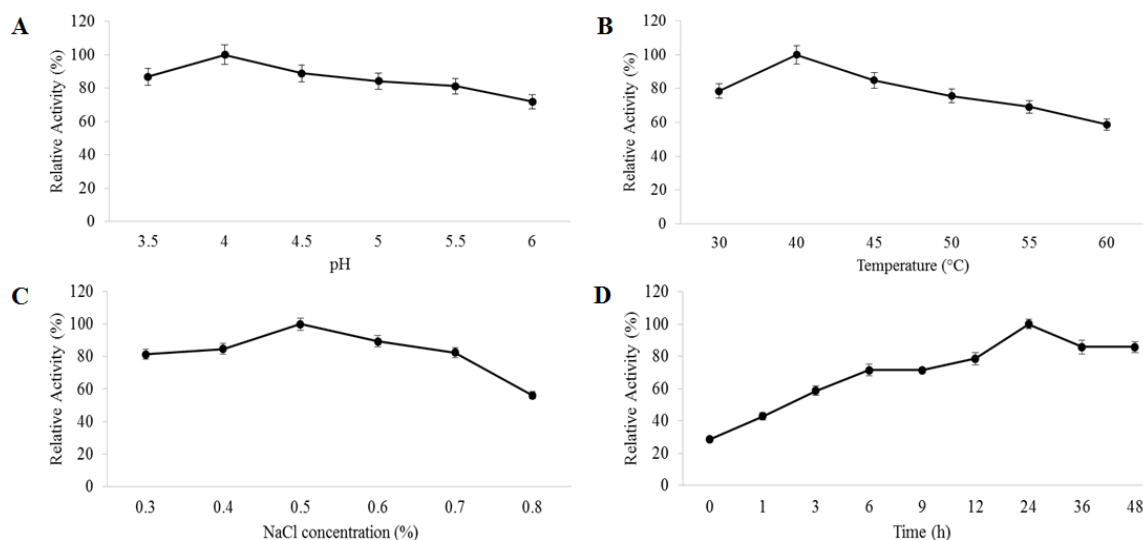 A
Relative Activity (%)
120
100
80
60
40
20
0
3.5 4 4.5 5 5.5 6
pH
B
Relative Activity (%)
120
100
80
60
40
20
0
30 40 45 50 55 60
Temperature (°C)
C
Relative Activity (%)
120
100
80
60
40
20
0
0.3 0.4 0.5 0.6 0.7 0.8
NaCl concentration (%)
D
Relative Activity (%)
120
100
80
60
40
20
0
0 1 3 6 9 12 24 36 48
Time (h)